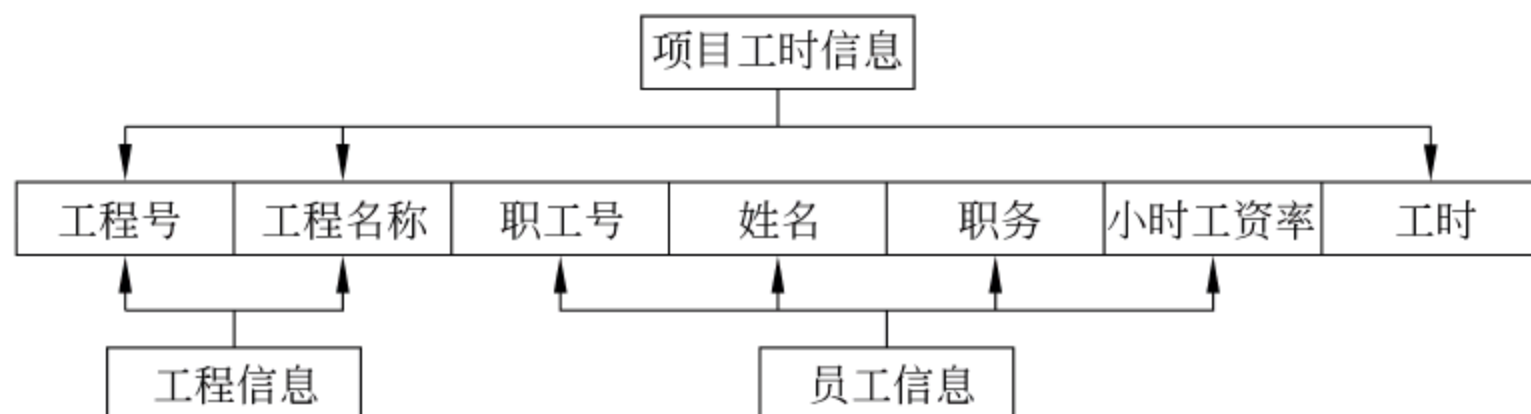 项目工时信息
工程号 工程名称 职工号 姓名 职务 小时工资率 工时
工程信息 员工信息